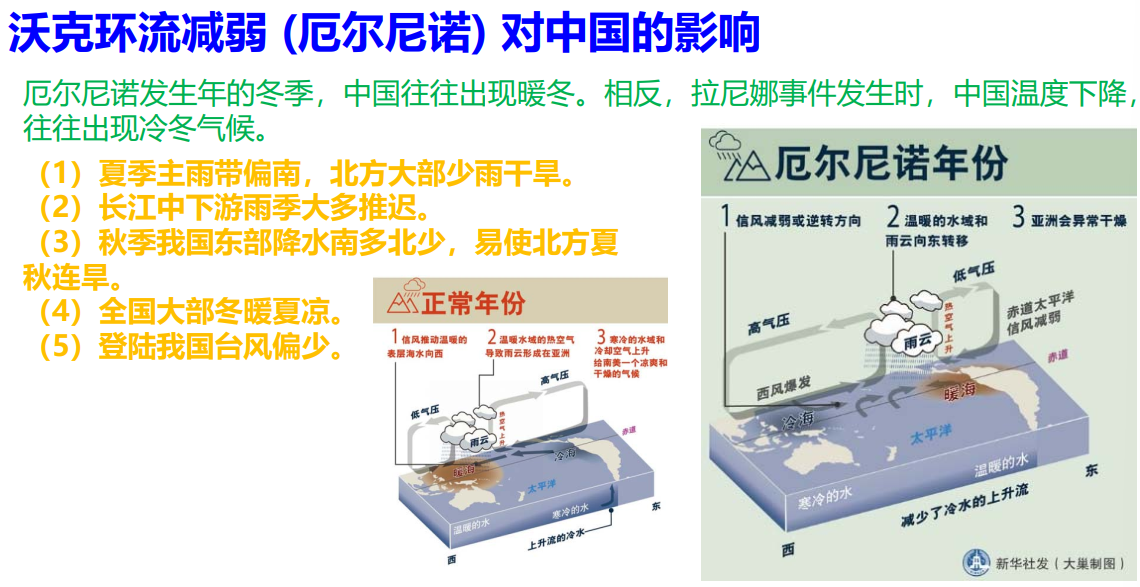 沃克环流减弱 (厄尔尼诺) 对中国的影响
厄尔尼诺发生年的冬季，中国往往出现暖冬。相反，拉尼娜事件发生时，中国温度下降，
往往出现冷冬气候。
（1）夏季主雨带偏南，北方大部少雨干旱。
（2）长江中下游雨季大多推迟。
（3）秋季我国东部降水南多北少，易使北方夏
秋连旱。
（4）全国大部冬暖夏凉。
（5）登陆我国台风偏少。
正常年份
1 信风推动温暖的
表层海水向西
2 温暖水域的热空气
导致雨云形成在亚洲
3 寒冷的水域和
冷却空气上升
给南美一个凉爽和
干燥的气候
低气压
高气压
雨云
热空气上升
赤道
暖海
冷海
太平洋
温暖的水
寒冷的水
东
上升流的冷水
西
厄尔尼诺年份
1 信风减弱或逆转方向
2 温暖的水域和
雨云向东转移
3 亚洲会异常干燥
低气压
高气压
热空气上升
赤道太平洋
信风减弱
雨云
赤道
西风爆发
暖海
冷海
太平洋
温暖的水
寒冷的水
东
减少了冷水的上升流
西
新华社发（大巢制图）